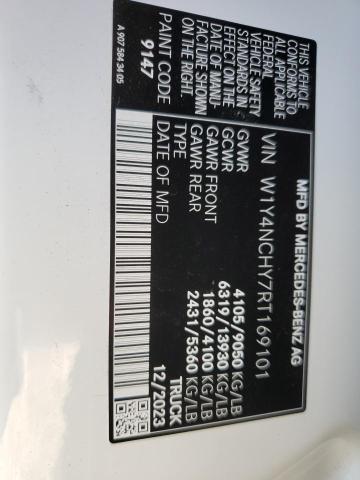 MFD BY MERCEDES-BENZ AG
VIN W1Y4NCHY7RT169101
GVWR 4105/9050 KG/LB
GCWR 6319/13930 KG/LB
GAWR FRONT 1860/4100 KG/LB
GAWR REAR 2431/5360 KG/LB
TYPE TRUCK
DATE OF MFD 12/2023
THIS VEHICLE
CONFORMS TO
ALL APPLICABLE
FEDERAL
VEHICLE SAFETY
STANDARDS IN
EFFECT ON THE
DATE OF MANU-
FACTURE SHOWN
ON THE RIGHT.
PAINT CODE
9147
A 907 584 34 05